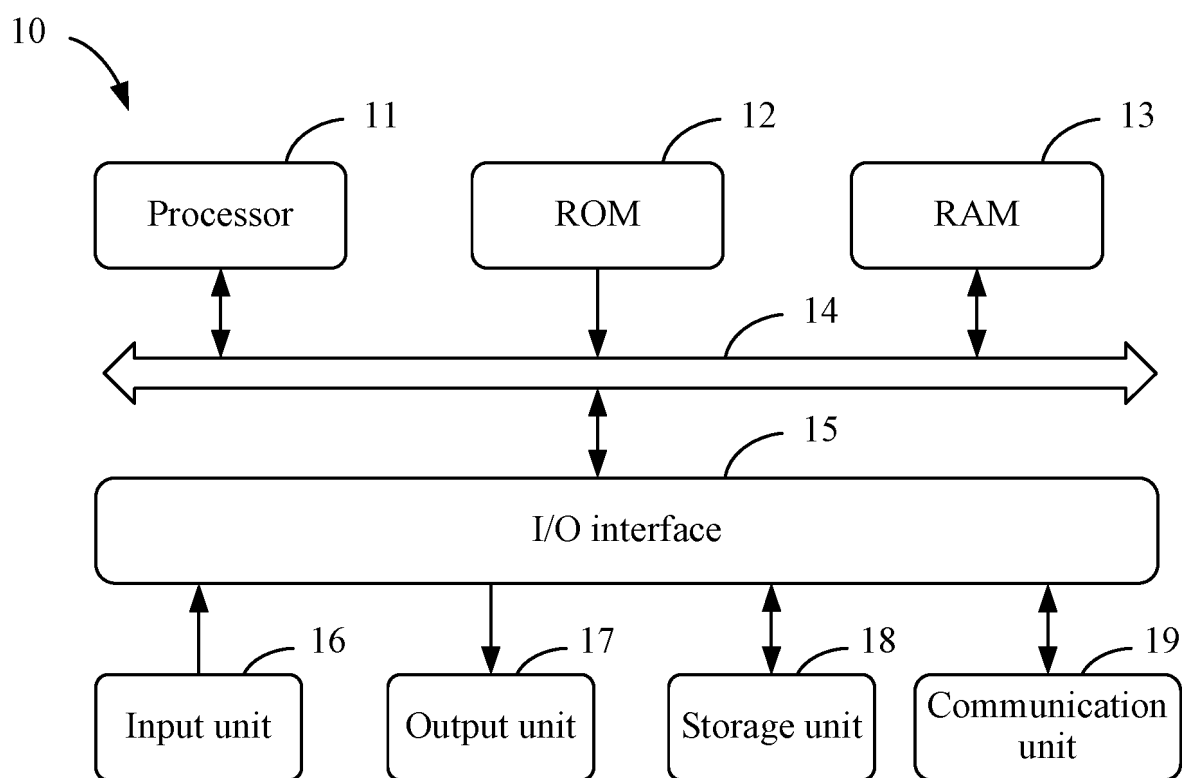 10
11
12
13
Processor
ROM
RAM
14
15
I/O interface
16
17
18
19
Input unit
Output unit
Storage unit
Communication
unit